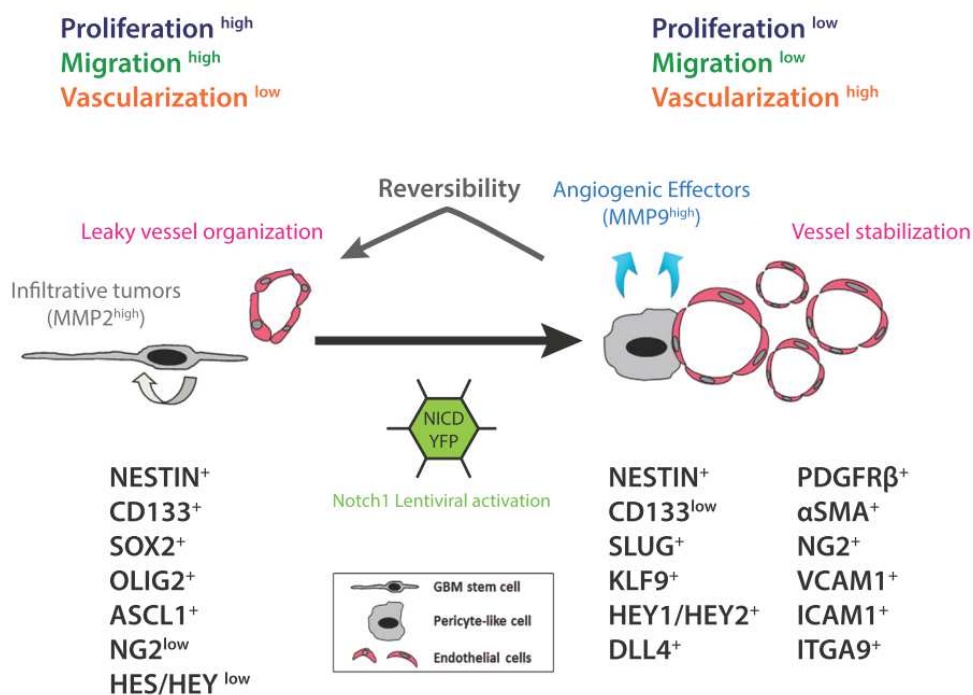 Proliferation high
Migration high
Vascularization low
Proliferation low
Migration low
Vascularization high
Reversibility
Angiogenic Effectors
(MMP9high)
Leaky vessel organization
Vessel stabilization
Infiltrative tumors
(MMP2high)
NICD
YFP
Notch1 Lentiviral activation
NESTIN+
CD133+
SOX2+
OLIG2+
ASCL1+
NG2low
HES/HEY low
GBM stem cell
Pericyte-like cell
Endothelial cells
NESTIN+
CD133low
SLUG+
KLF9+
HEY1/HEY2+
DLL4+
PDGFRβ+
αSMA+
NG2+
VCAM1+
ICAM1+
ITGA9+